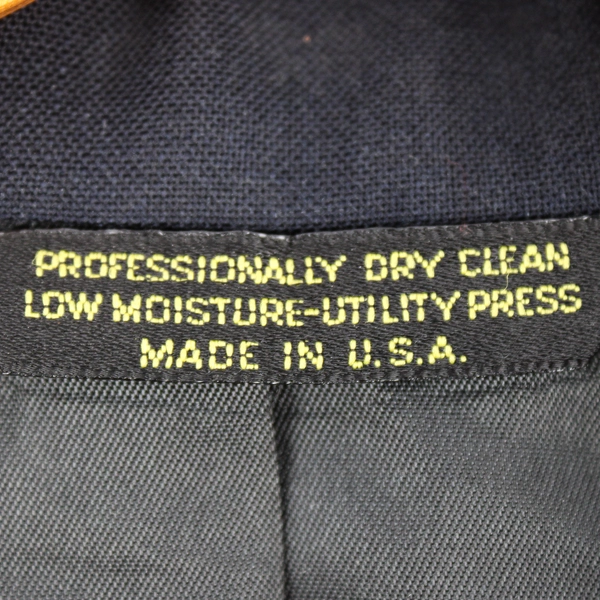 PROFESSIONALLY DRY CLEAN
LOW MOISTURE-UTILITY PRESS
MADE IN U.S.A.